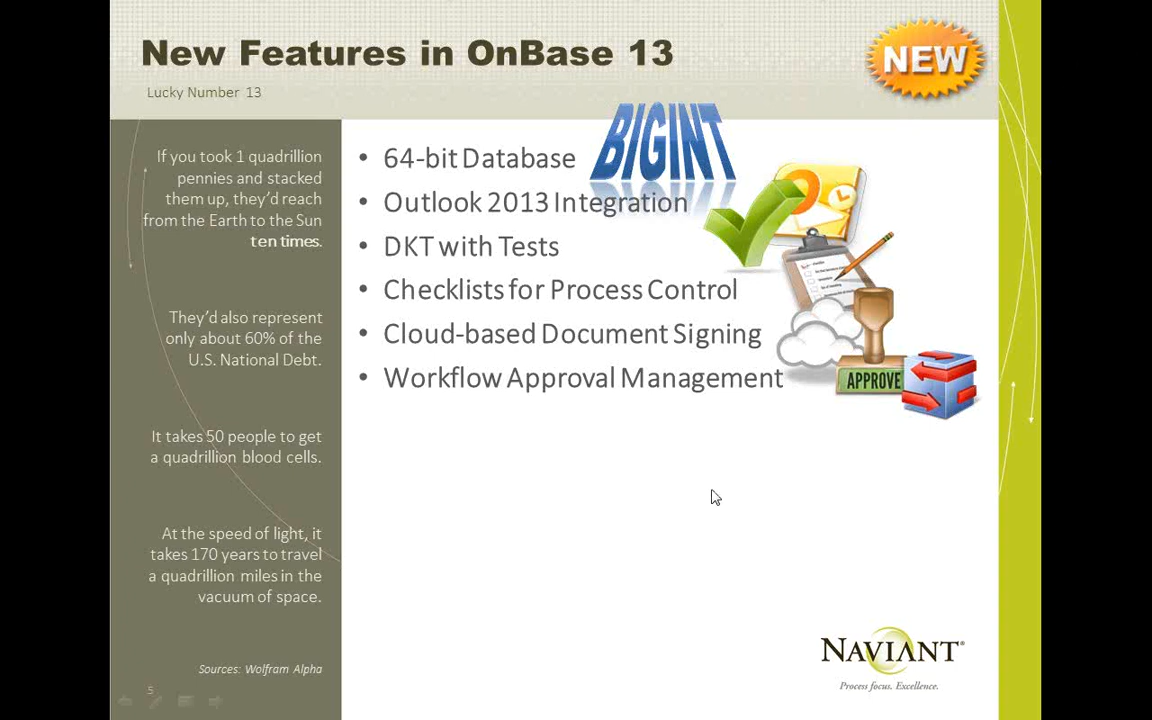 New Features in OnBase 13
NEW
Lucky Number 13
If you took 1 quadrillion
pennies and stacked
them up, they'd reach
from the Earth to the Sun
ten times.
They'd also represent
only about 60% of the
U.S. National Debt.
It takes 50 people to get
a quadrillion blood cells.
At the speed of light, it
takes 170 years to travel
a quadrillion miles in the
vacuum of space.
Sources: Wolfram Alpha
5
BIGINT
• 64-bit Database
• Outlook 2013 Integration
• DKT with Tests
• Checklists for Process Control
• Cloud-based Document Signing
• Workflow Approval Management
APPROVE
NAVIANT®
Process focus. Excellence.